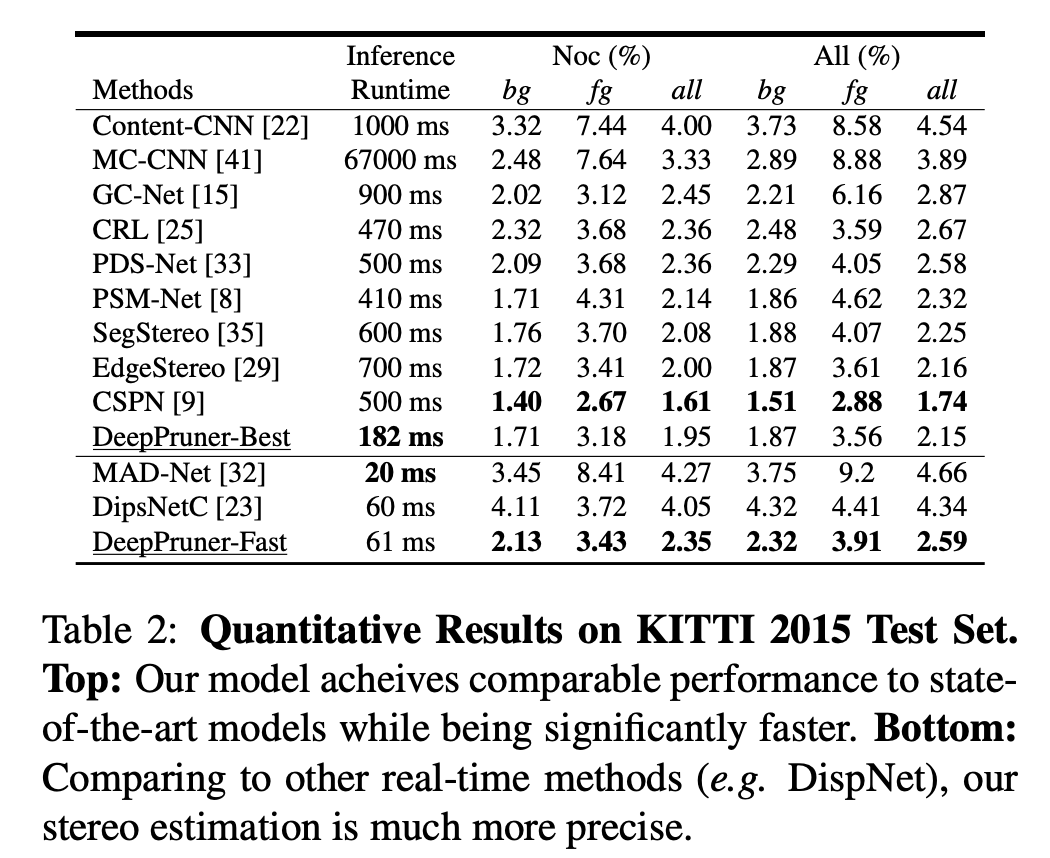 Inference Noc (%) All (%)
Methods Runtime bg fg all bg fg all
Content-CNN [22] 1000 ms 3.32 7.44 4.00 3.73 8.58 4.54
MC-CNN [41] 67000 ms 2.48 7.64 3.33 2.89 8.88 3.89
GC-Net [15] 900 ms 2.02 3.12 2.45 2.21 6.16 2.87
CRL [25] 470 ms 2.32 3.68 2.36 2.48 3.59 2.67
PDS-Net [33] 500 ms 2.09 3.68 2.36 2.29 4.05 2.58
PSM-Net [8] 410 ms 1.71 4.31 2.14 1.86 4.62 2.32
SegStereo [35] 600 ms 1.76 3.70 2.08 1.88 4.07 2.25
EdgeStereo [29] 700 ms 1.72 3.41 2.00 1.87 3.61 2.16
CSPN [9] 500 ms 1.40 2.67 1.61 1.51 2.88 1.74
DeepPruner-Best 182 ms 1.71 3.18 1.95 1.87 3.56 2.15
MAD-Net [32] 20 ms 3.45 8.41 4.27 3.75 9.2 4.66
DipsNetC [23] 60 ms 4.11 3.72 4.05 4.32 4.41 4.34
DeepPruner-Fast 61 ms 2.13 3.43 2.35 2.32 3.91 2.59
Table 2: Quantitative Results on KITTI 2015 Test Set.
Top: Our model acheives comparable performance to state-
of-the-art models while being significantly faster. Bottom:
Comparing to other real-time methods (e.g. DispNet), our
stereo estimation is much more precise.